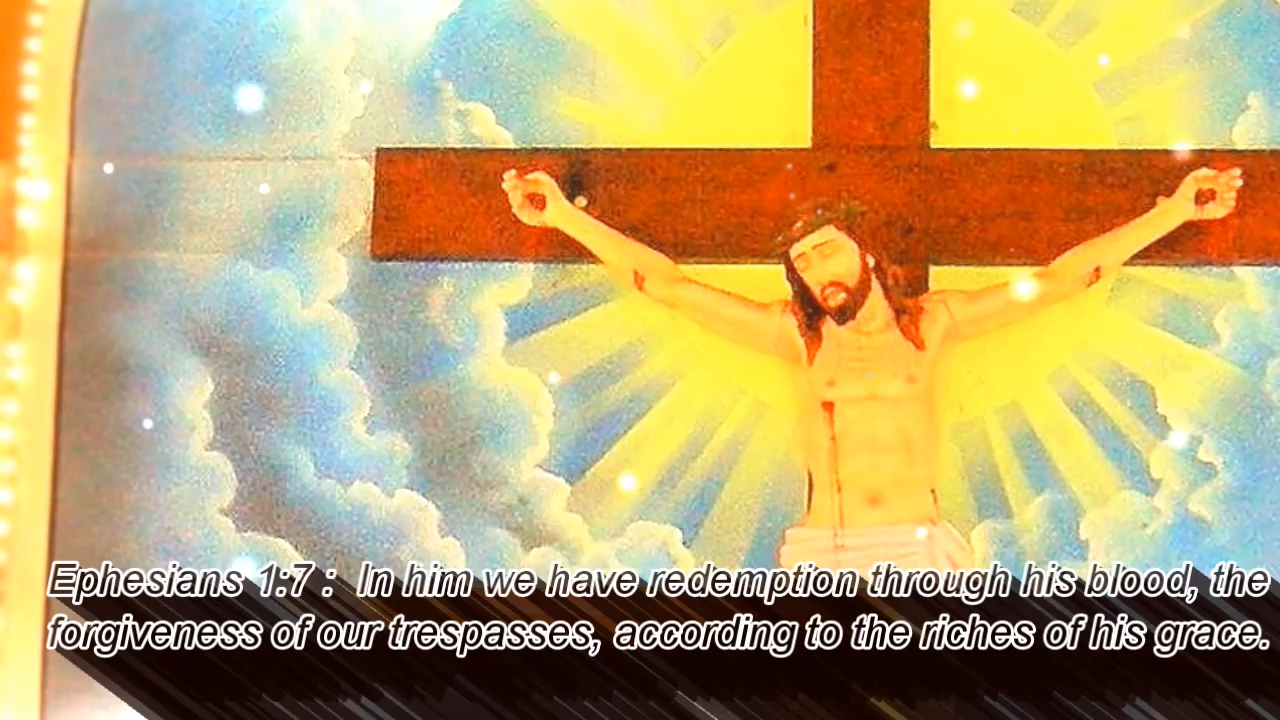 Ephesians 1:7 :  In him we have redemption through his blood, the
forgiveness of our trespasses, according to the riches of his grace.